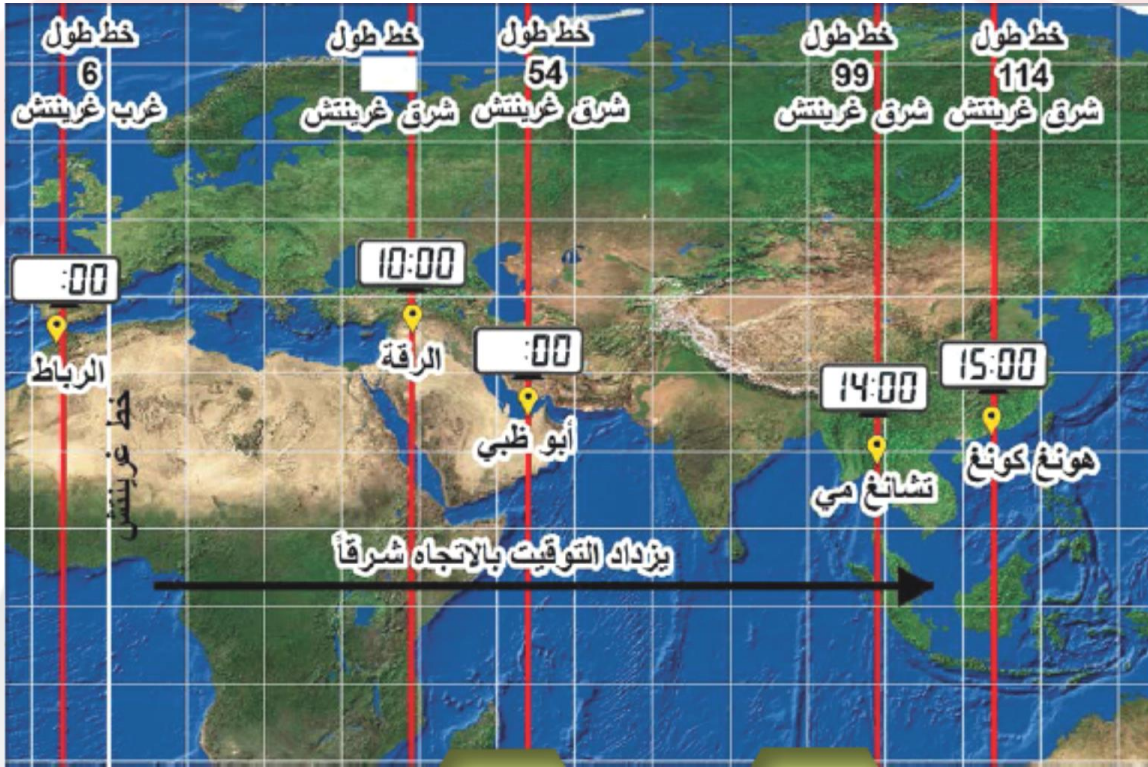 خط طول
114
شرق غرينتش
خط طول
99
شرق غرينتش
خط طول
54
شرق غرينتش
خط طول
شرق غرينتش
خط طول
6
غرب غرينتش
15:00
هونغ كونغ
14:00
تشانغ مي
:00
أبو ظبي
10:00
الرقة
:00
الرباط
خط غرينتش
يزداد التوقيت بالاتجاه شرقاً